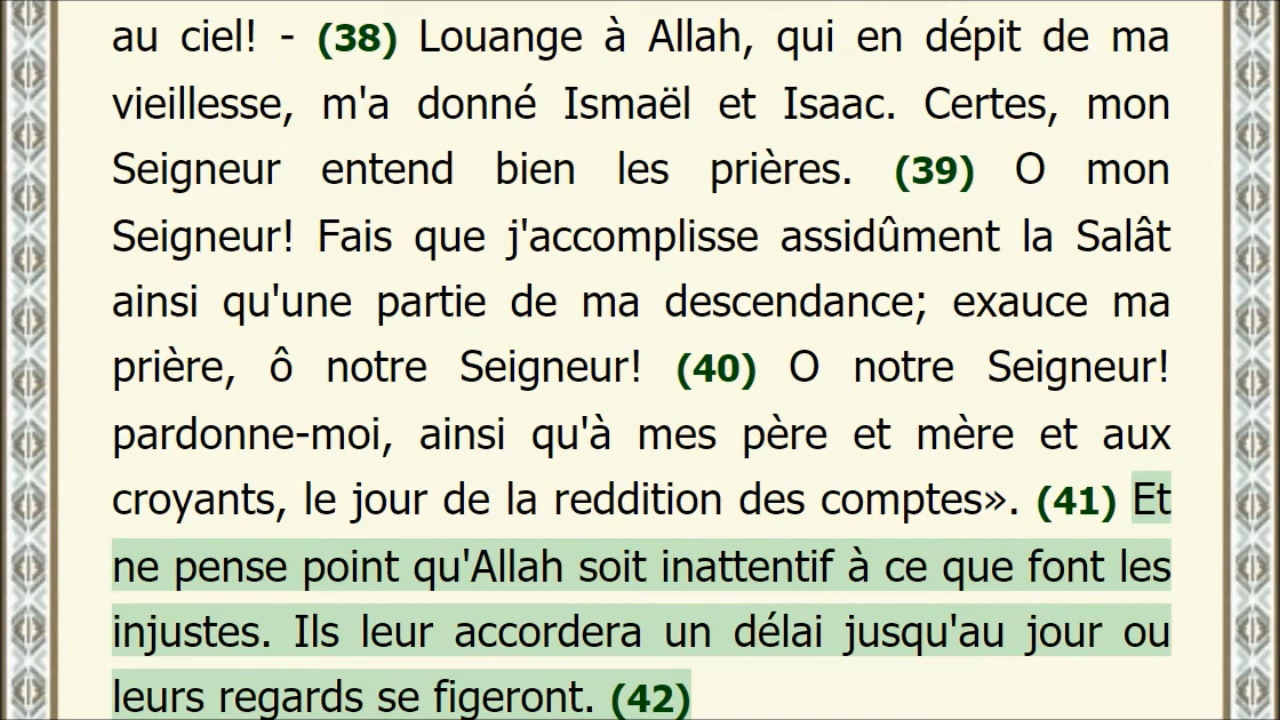 au ciel! - (38) Louange à Allah, qui en dépit de ma
vieillesse, m'a donné Ismaël et Isaac. Certes, mon
Seigneur entend bien les prières. (39) O mon
Seigneur! Fais que j'accomplisse assidûment la Salât
ainsi qu'une partie de ma descendance; exauce ma
prière, ô notre Seigneur! (40) O notre Seigneur!
pardonne-moi, ainsi qu'à mes père et mère et aux
croyants, le jour de la reddition des comptes». (41) Et
ne pense point qu'Allah soit inattentif à ce que font les
injustes. Ils leur accordera un délai jusqu'au jour ou
leurs regards se figeront. (42)